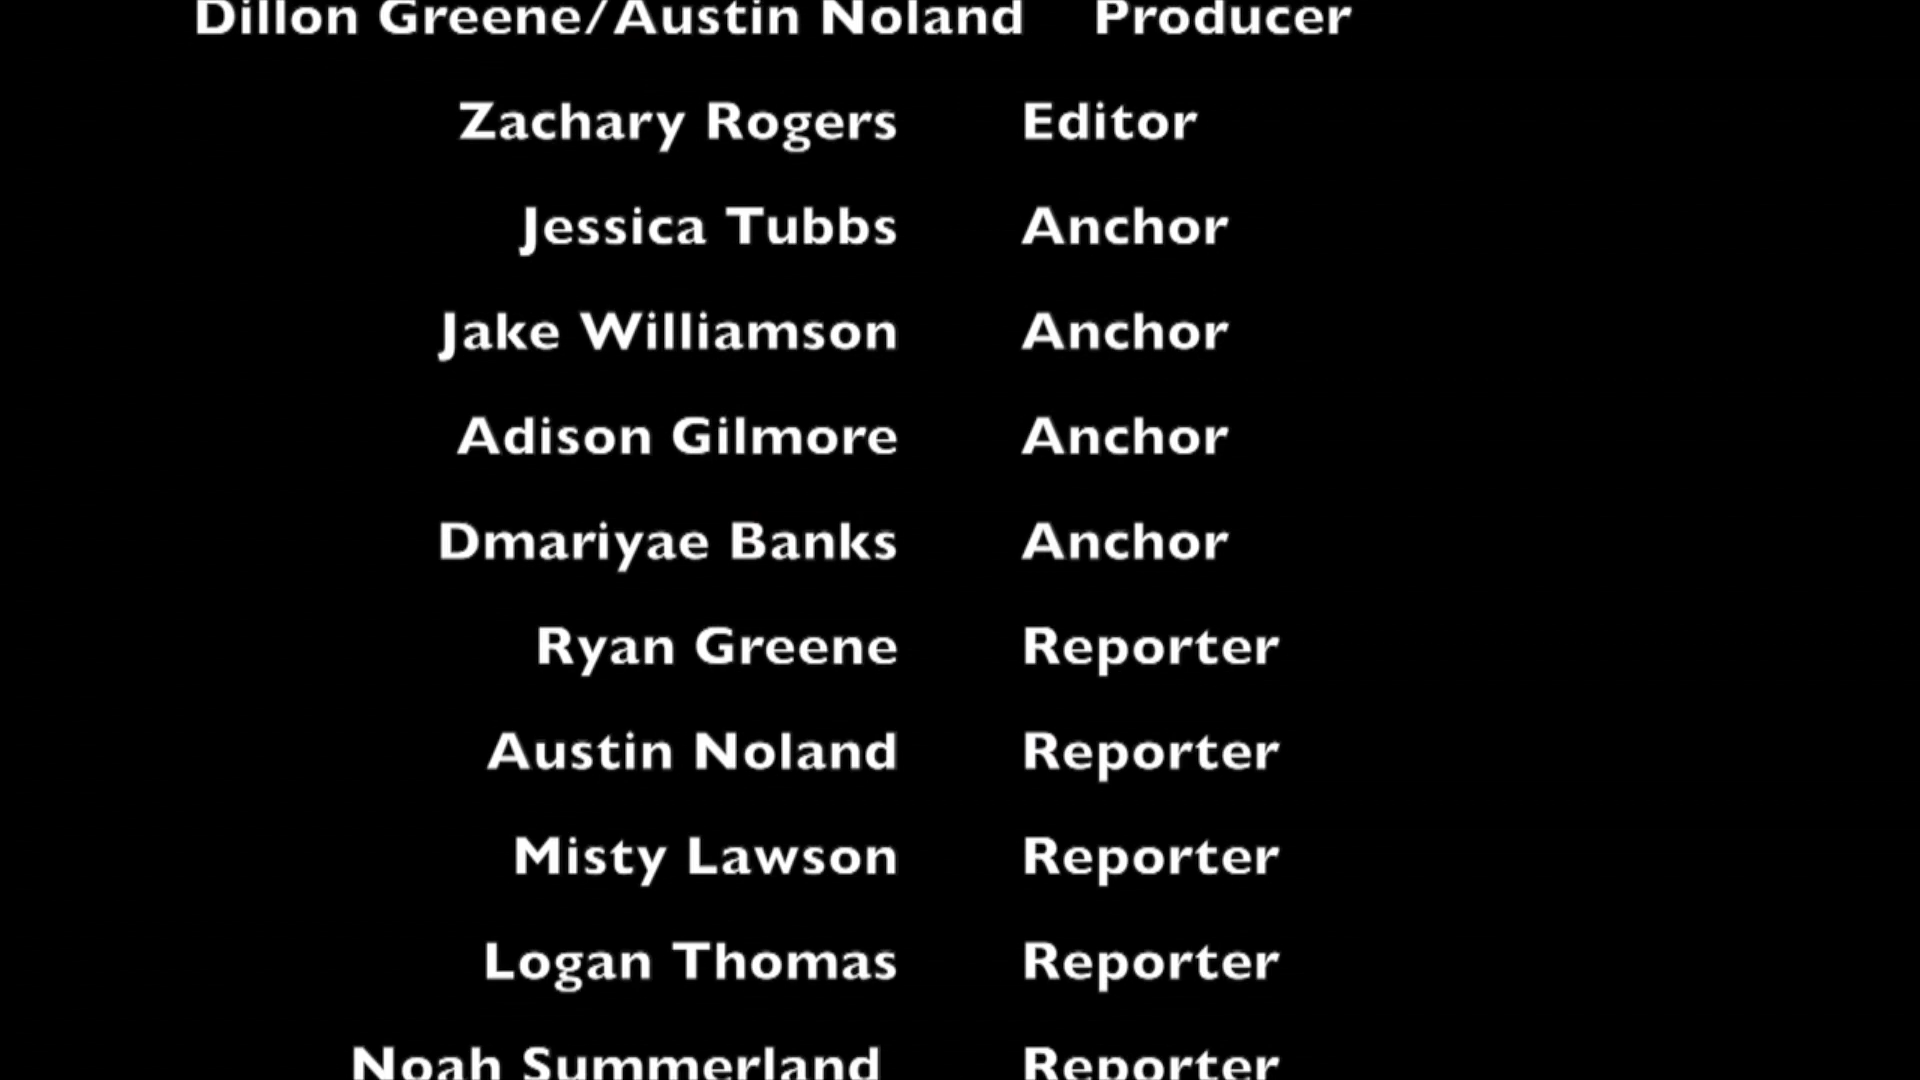 Dillon Greene/Austin Noland Producer
Zachary Rogers Editor
Jessica Tubbs Anchor
Jake Williamson Anchor
Adison Gilmore Anchor
Dmariyae Banks Anchor
Ryan Greene Reporter
Austin Noland Reporter
Misty Lawson Reporter
Logan Thomas Reporter
Noah Summerland Reporter